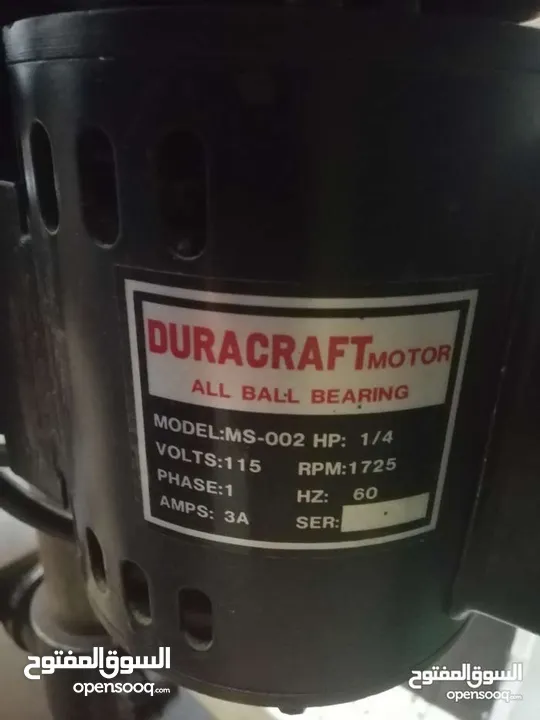 DURACRAFT MOTOR
ALL BALL BEARING
MODEL:MS-002 HP: 1/4
VOLTS:115 RPM:1725
PHASE:1 HZ: 60
AMPS: 3A SER:
السوق المفتوح
opensooq.com
السوق المفتوح
opensooq.com